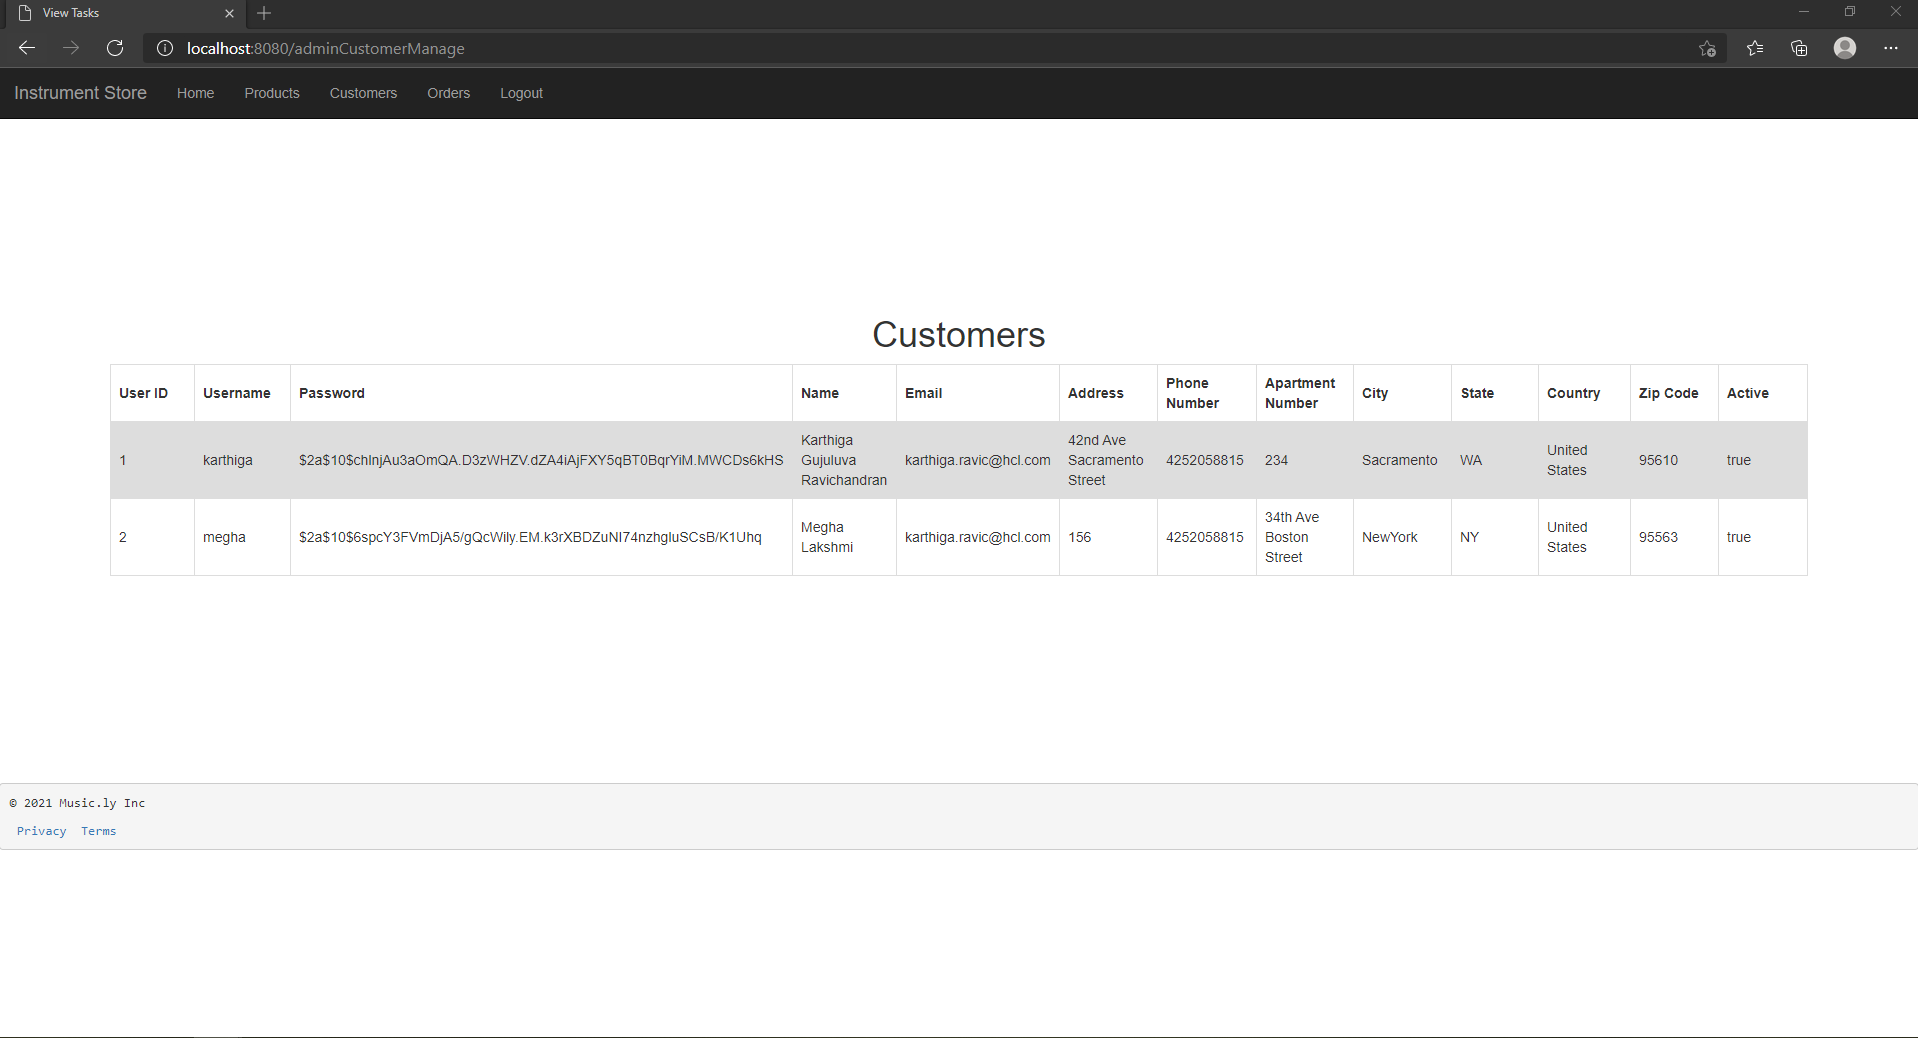 View Tasks
localhost:8080/adminCustomerManage
Instrument Store Home Products Customers Orders Logout
Customers
User ID Username Password Name Email Address Phone Number Apartment Number City State Country Zip Code Active
1 karthiga $2a$10$chlnjAu3aOmQA.D3zWHZV.dZA4iAjFXY5qBT0BqrYiM.MWCDs6kHS Karthiga Gujuluva Ravichandran karthiga.ravic@hcl.com 42nd Ave Sacramento Street 4252058815 234 Sacramento WA United States 95610 true
2 megha $2a$10$6spcY3FVmDjA5/gQcWily.EM.k3rXBDZuNI74nzhgluSCsB/K1Uhq Megha Lakshmi karthiga.ravic@hcl.com 156 4252058815 34th Ave Boston Street NewYork NY United States 95563 true
© 2021 Music.ly Inc
Privacy Terms